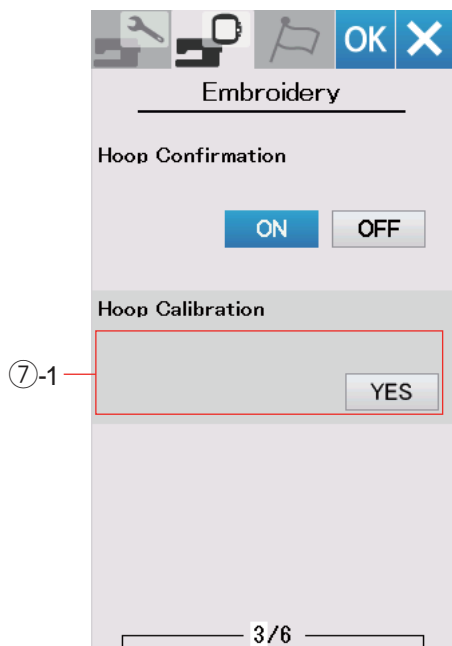 OK X
Embroidery
Hoop Confirmation
ON OFF
Hoop Calibration
⑦-1
YES
3/6